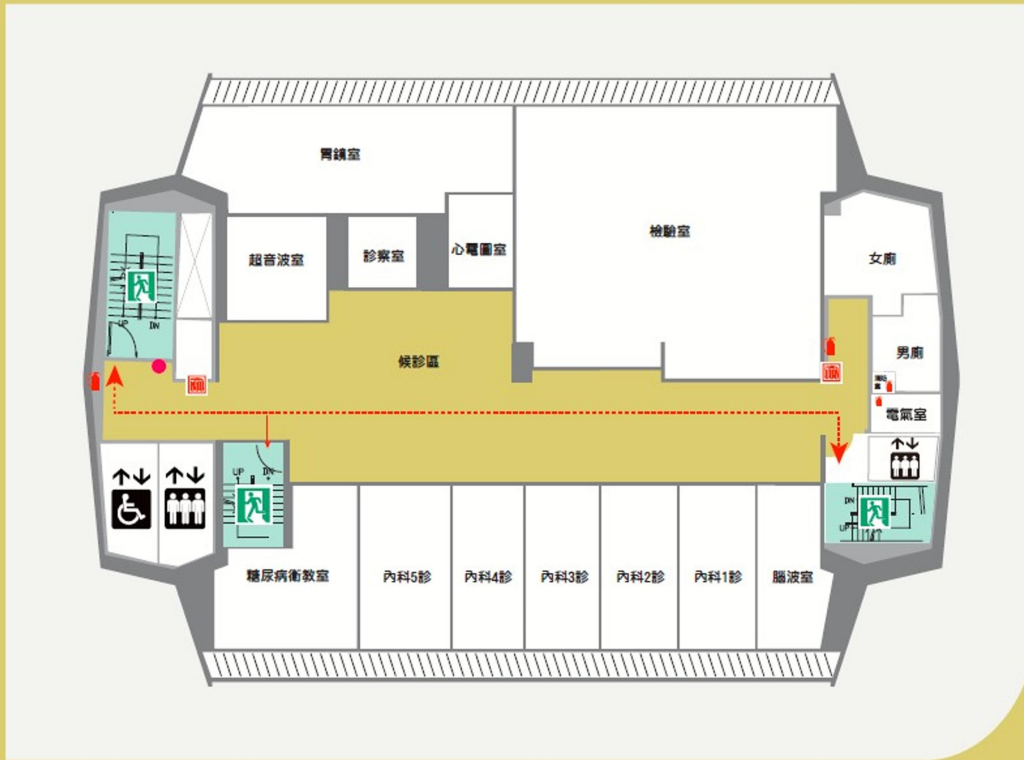 胃鏡室
檢驗室
超音波室
診察室
心電圖室
女廁
UP
DN
候診區
男廁
電氣室
UP
DN
DN
UP
糖尿病衛教室
內科5診
內科4診
內科3診
內科2診
內科1診
腦波室